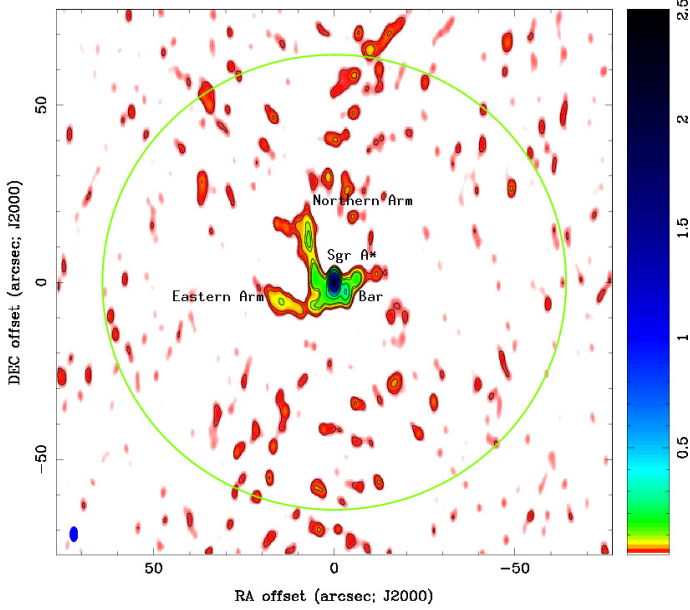 2.5
2
1.5
1
0.5
50
0
−50
DEC offset (arcsec; J2000)
Northern Arm
Sgr A*
Eastern Arm
Bar
50
0
−50
RA offset (arcsec; J2000)